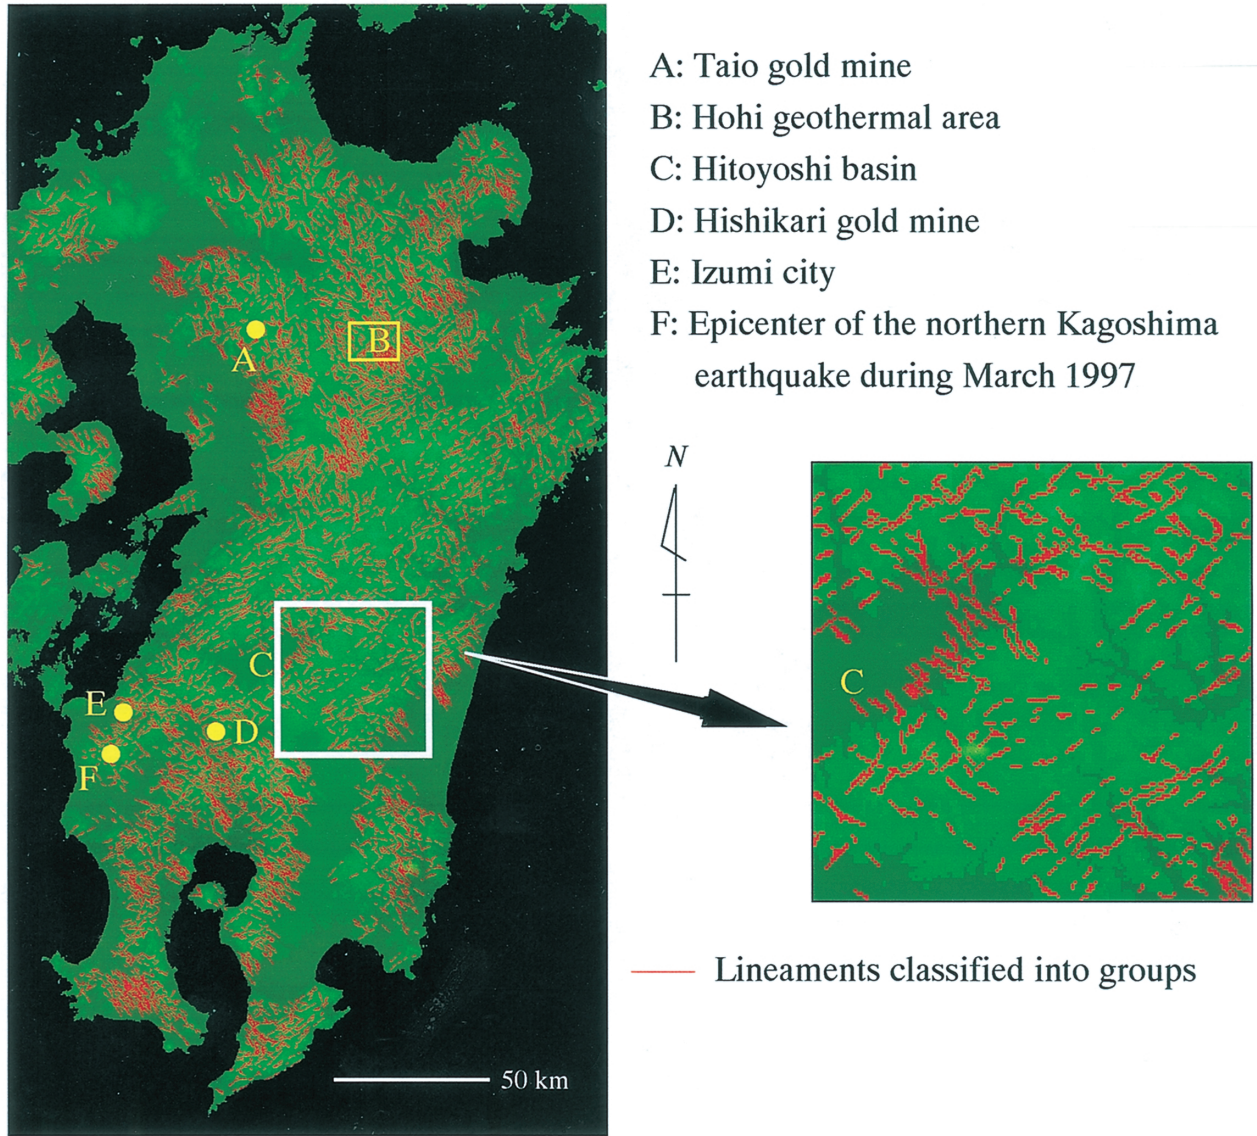 A: Taio gold mine
B: Hohi geothermal area
C: Hitoyoshi basin
D: Hishikari gold mine
E: Izumi city
F: Epicenter of the northern Kagoshima
earthquake during March 1997
A
B
N
C
C
E
D
F
Lineaments classified into groups
50 km